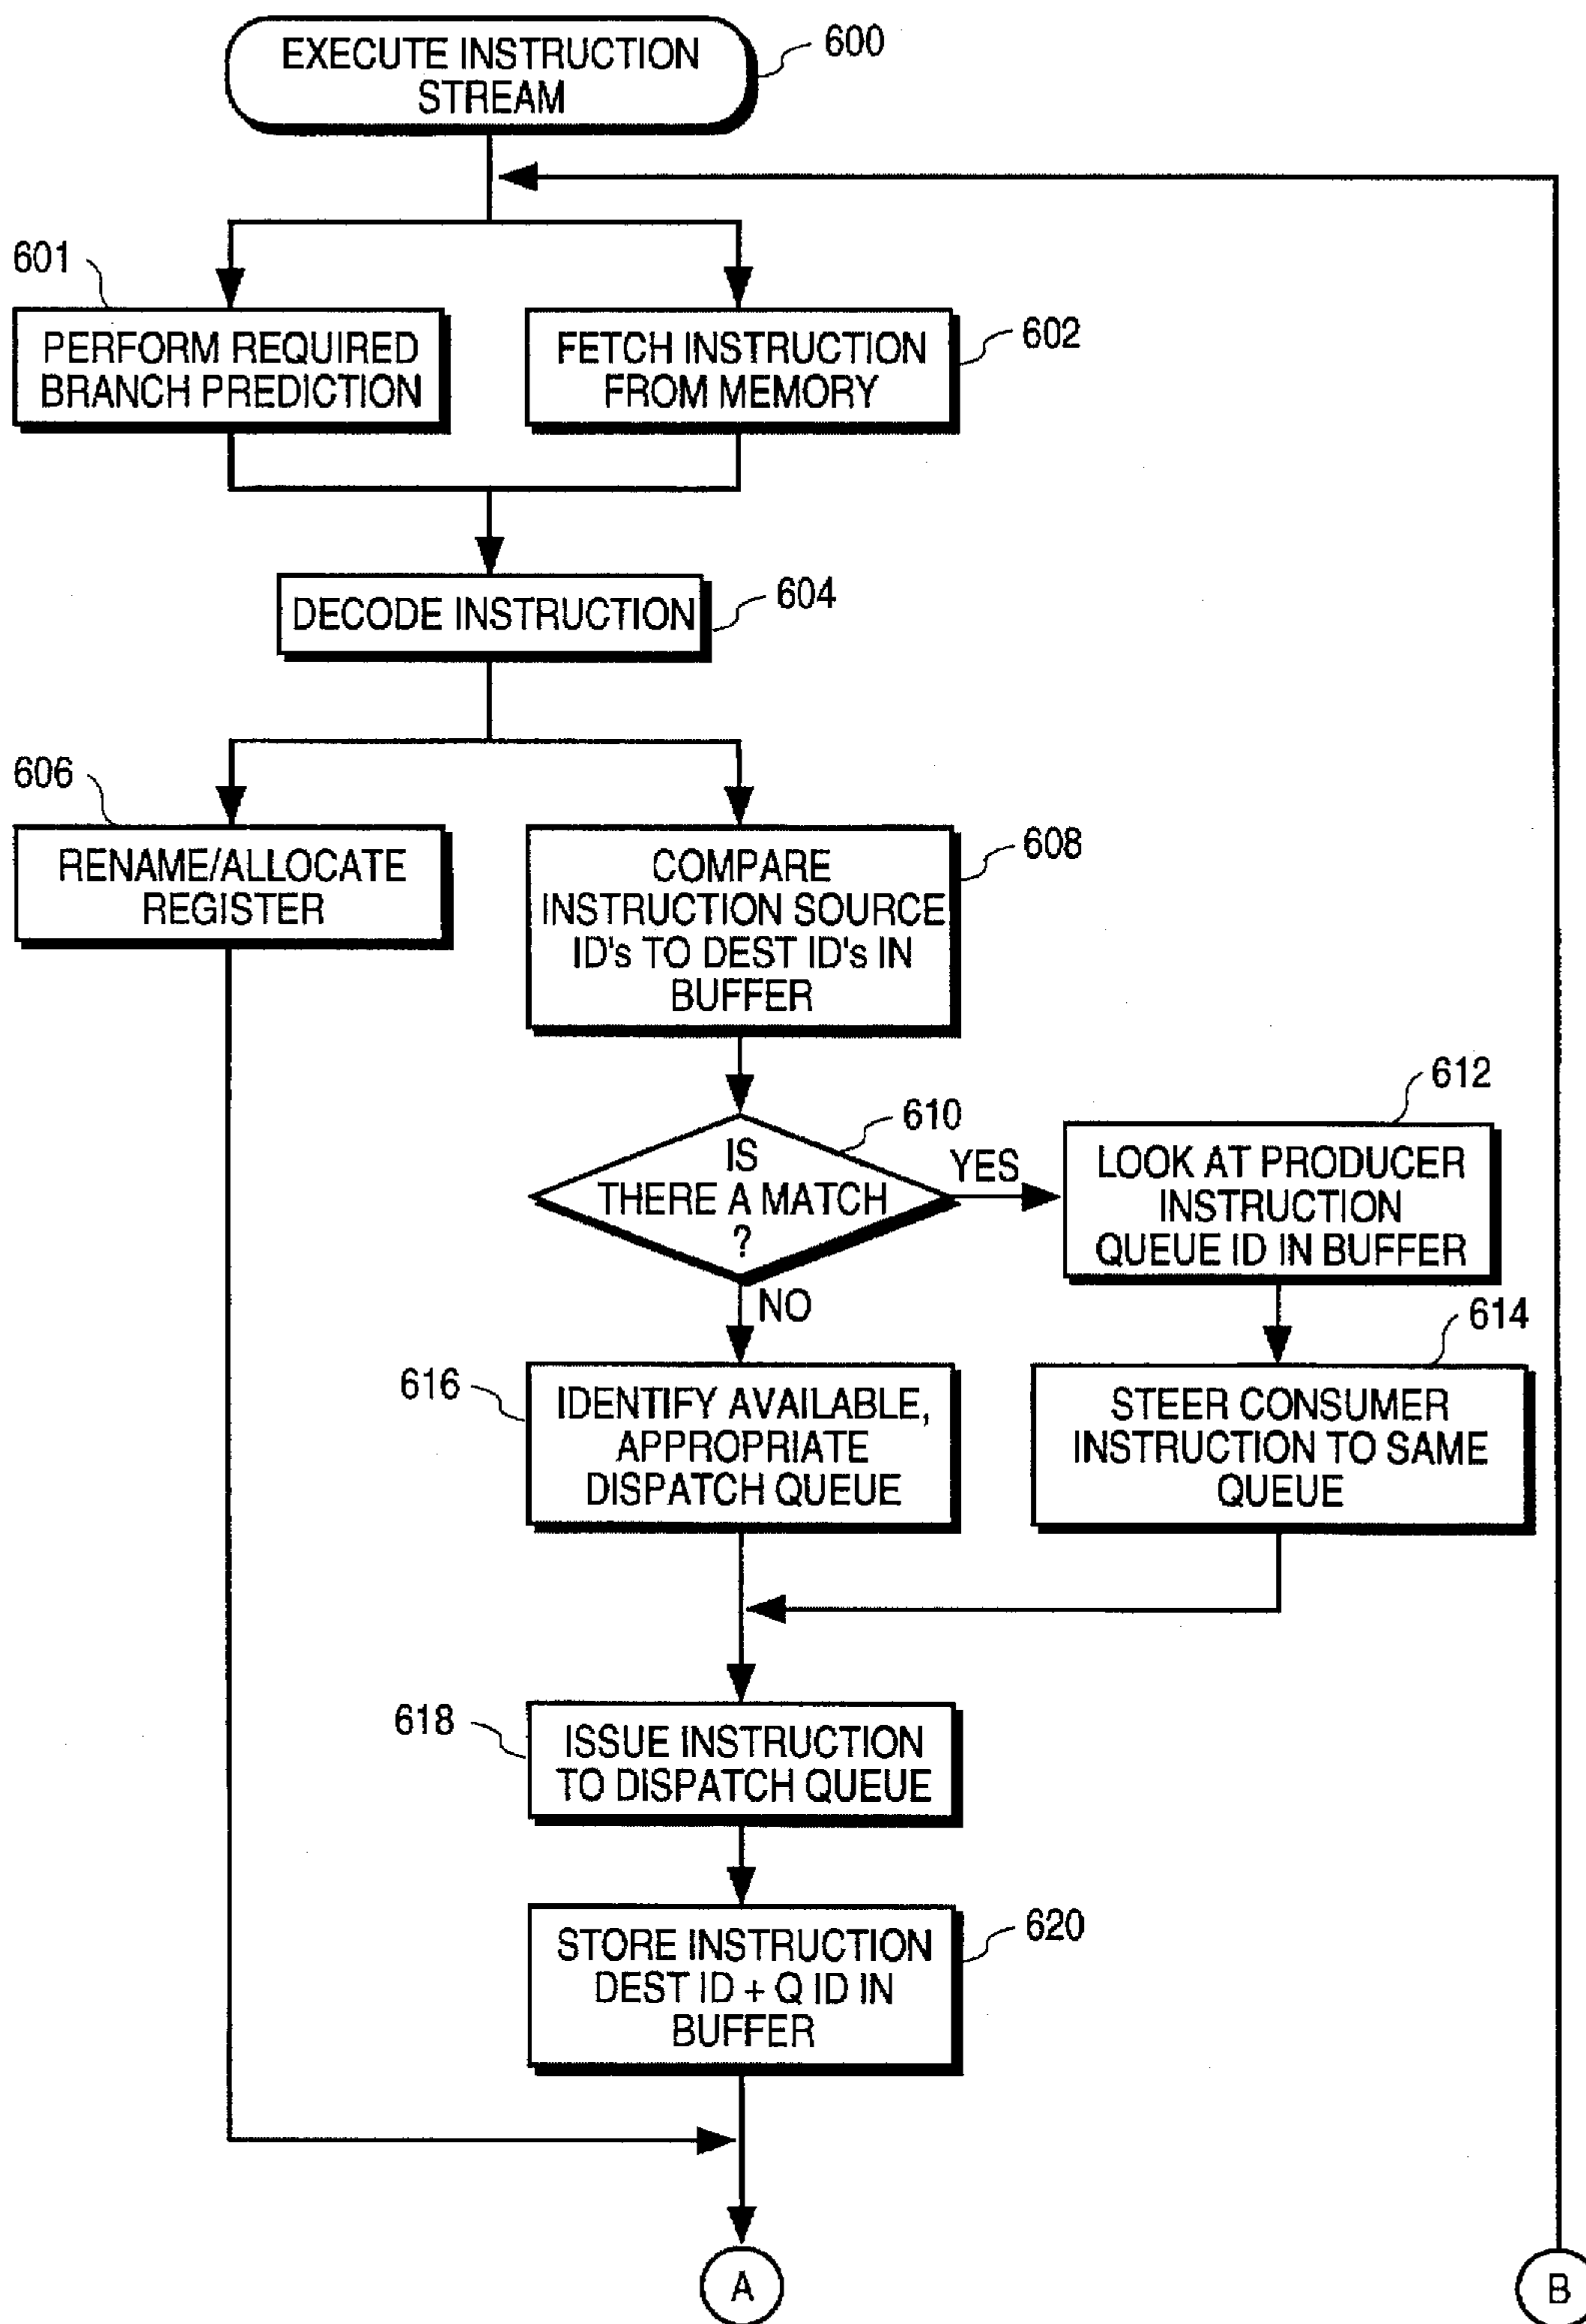 EXECUTE INSTRUCTION
STREAM
600
601
PERFORM REQUIRED
BRANCH PREDICTION
FETCH INSTRUCTION
FROM MEMORY
602
DECODE INSTRUCTION
604
606
RENAME/ALLOCATE
REGISTER
COMPARE
INSTRUCTION SOURCE
ID's TO DEST ID's IN
BUFFER
608
IS
THERE A MATCH
?
610
YES
612
LOOK AT PRODUCER
INSTRUCTION
QUEUE ID IN BUFFER
NO
614
616
IDENTIFY AVAILABLE,
APPROPRIATE
DISPATCH QUEUE
STEER CONSUMER
INSTRUCTION TO SAME
QUEUE
618
ISSUE INSTRUCTION
TO DISPATCH QUEUE
STORE INSTRUCTION
DEST ID + Q ID IN
BUFFER
620
A
B